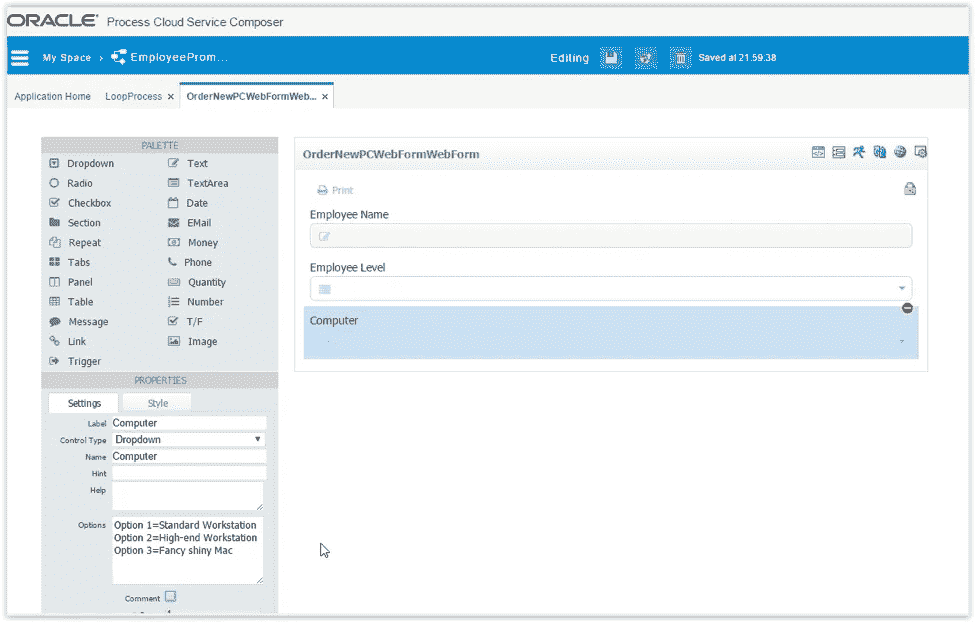 ORACLE® Process Cloud Service Composer
My Space › EmployeeProm... Editing Saved at 21:59:38
Application Home LoopProcess × OrderNewPCWebFormWeb... ×
PALETTE
Dropdown Text
Radio TextArea
Checkbox Date
Section EMail
Repeat Money
Tabs Phone
Panel Quantity
Table Number
Message T/F
Link Image
Trigger
PROPERTIES
Settings Style
Label Computer
Control Type Dropdown
Name Computer
Hint
Help
Options Option 1=Standard Workstation
Option 2=High-end Workstation
Option 3=Fancy shiny Mac
Comment
OrderNewPCWebFormWebForm
Print
Employee Name
Employee Level
Computer